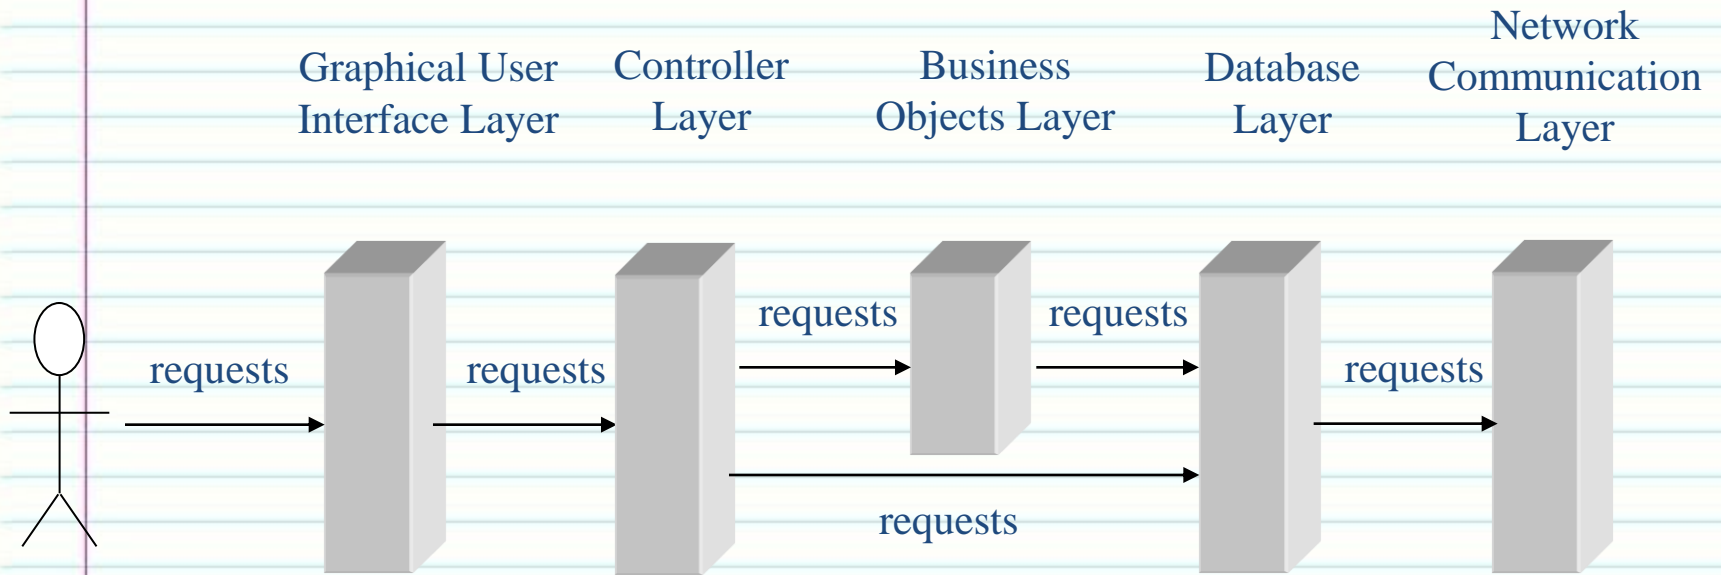 Graphical User
Interface Layer
Controller
Layer
Business
Objects Layer
Database
Layer
Network
Communication
Layer
requests
requests
requests
requests
requests
requests